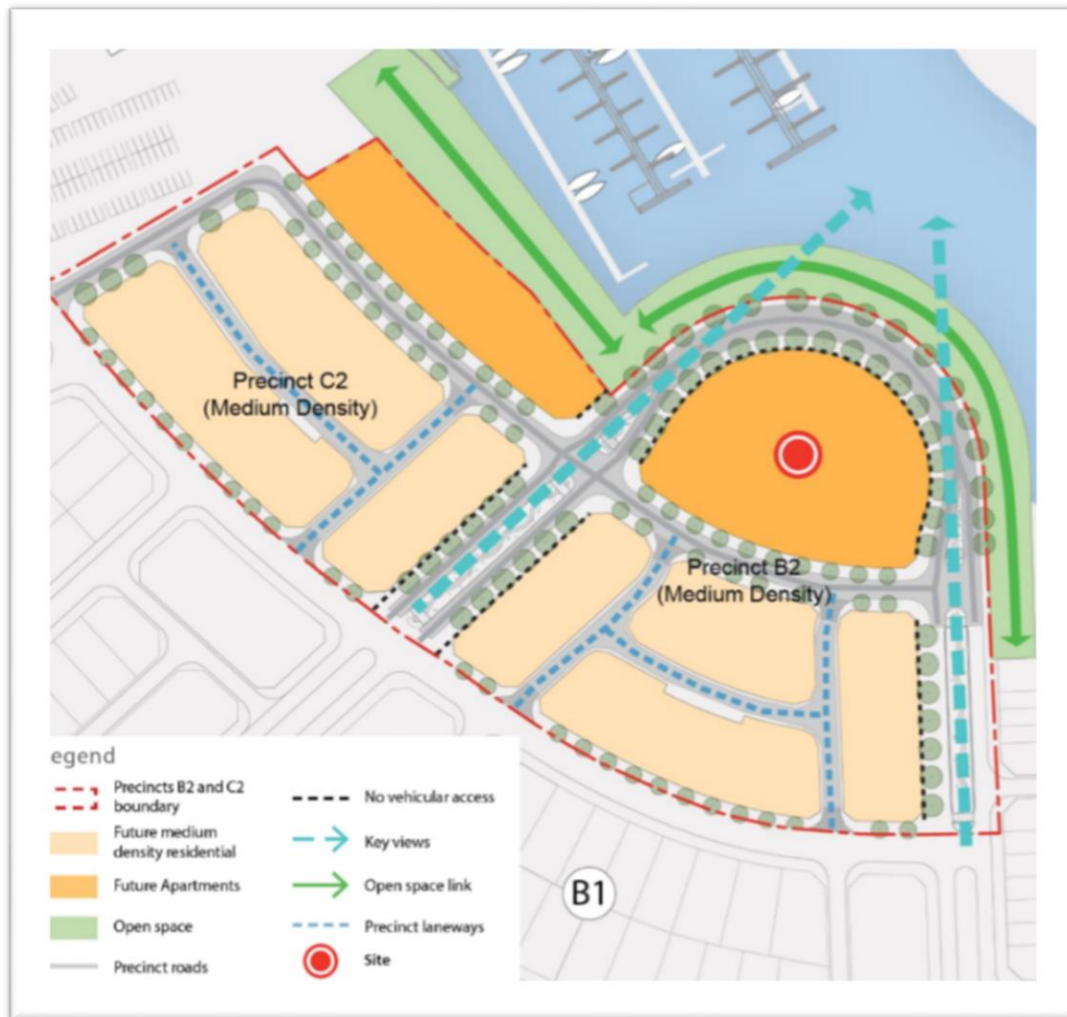 Precinct C2
(Medium Density)
Precinct B2
(Medium Density)
B1
egend
Precincts B2 and C2
boundary
Future medium
density residential
Future Apartments
Open space
Precinct roads
No vehicular access
Key views
Open space link
Precinct laneways
Site